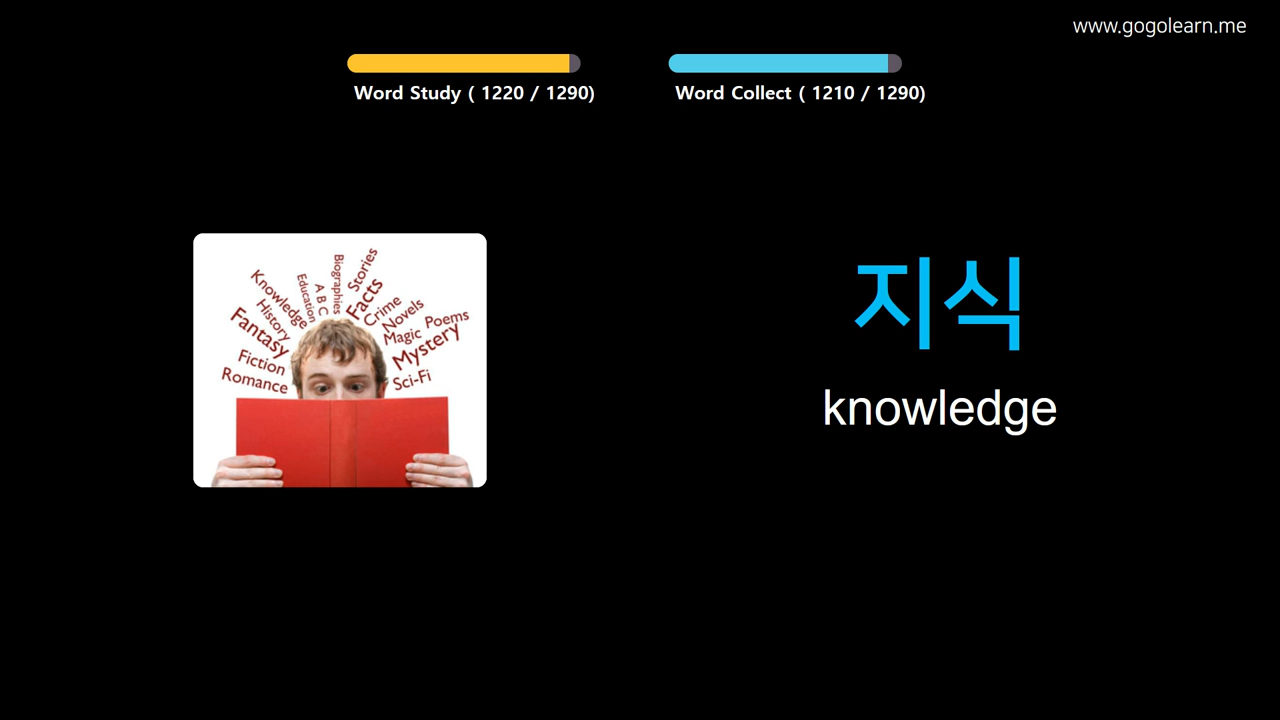 www.gogolearn.me
Word Study ( 1220 / 1290)
Word Collect ( 1210 / 1290)
Stories
Biographies
Facts
A B C
Education
Knowledge
Crime
Novels
History
Poems
Fantasy
Magic
Mystery
Fiction
Romance
Sci-Fi
지식
knowledge